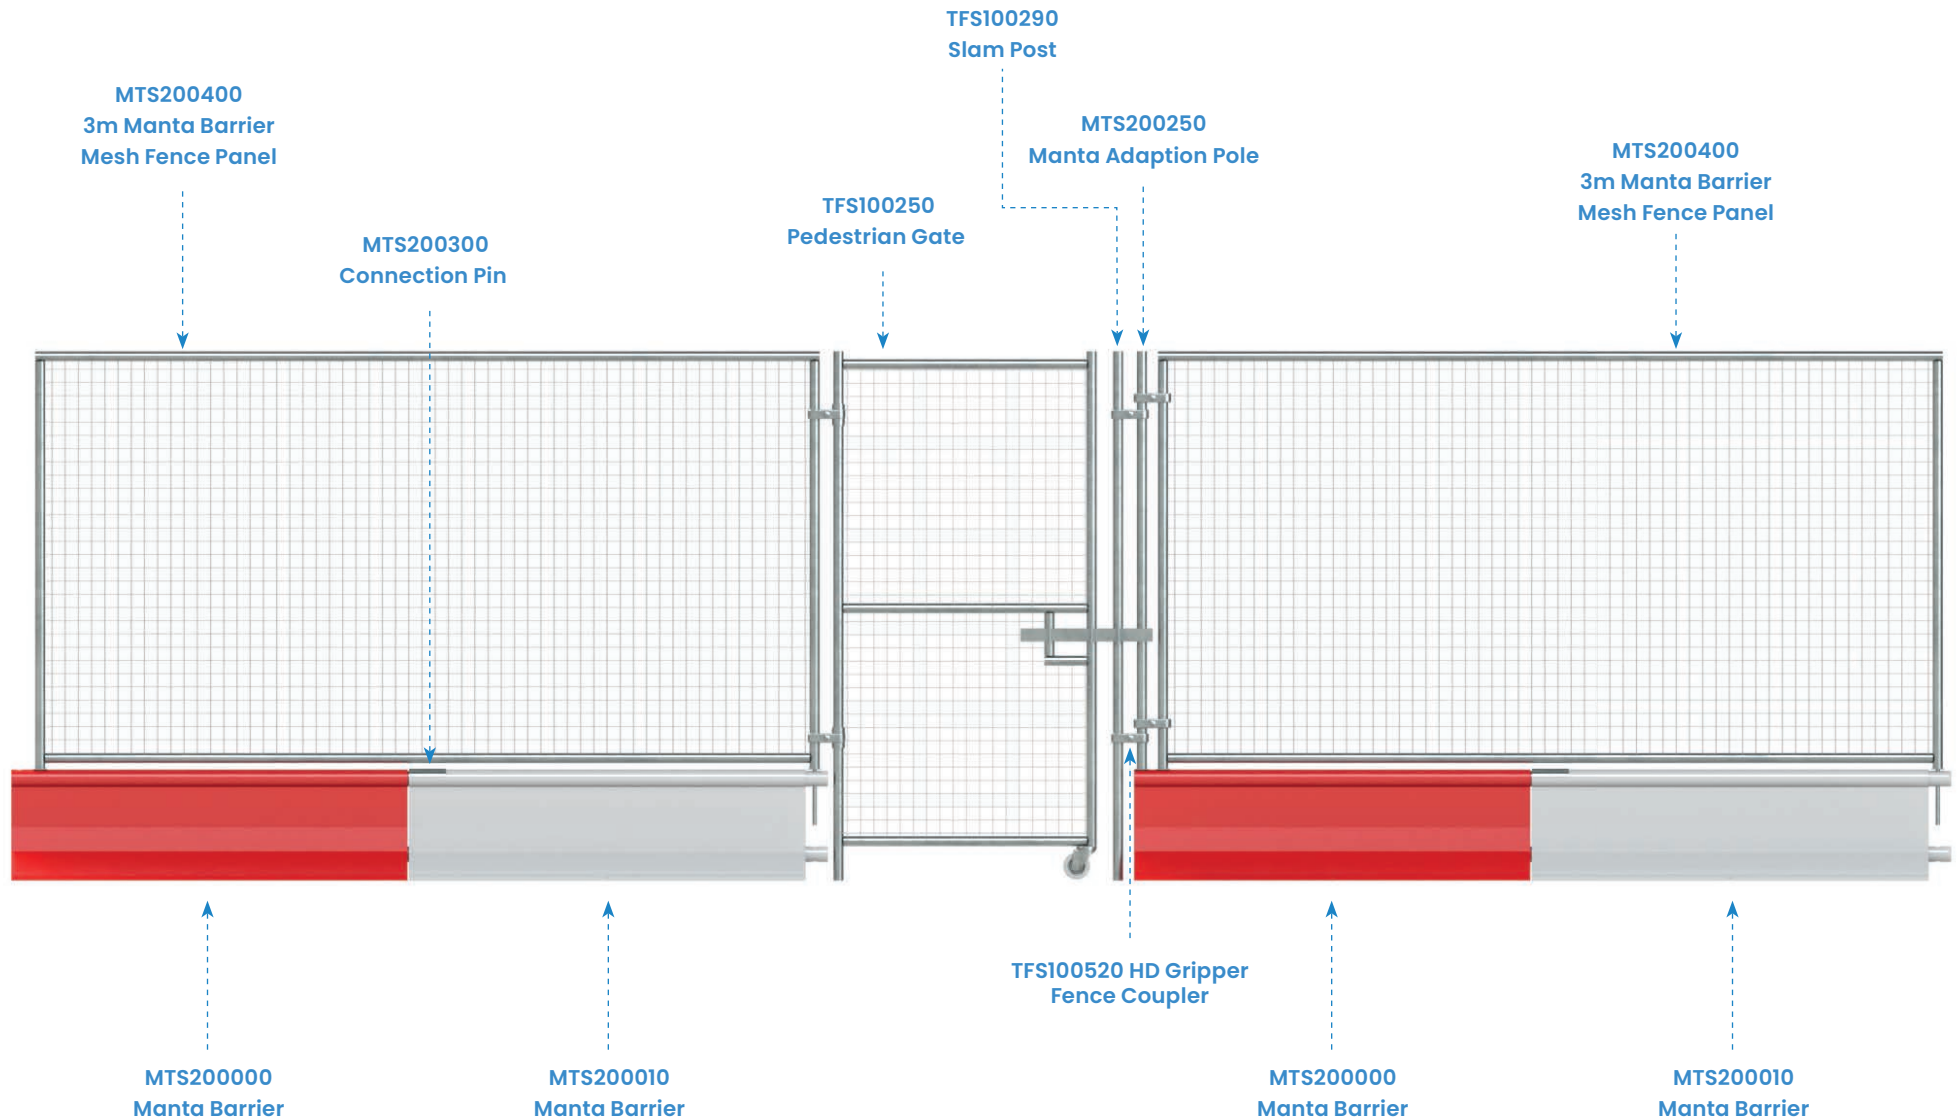 TFS100290
Slam Post
MTS200400
3m Manta Barrier
Mesh Fence Panel
MTS200250
Manta Adaption Pole
MTS200400
3m Manta Barrier
Mesh Fence Panel
TFS100250
Pedestrian Gate
MTS200300
Connection Pin
TFS100520 HD Gripper
Fence Coupler
MTS200000
Manta Barrier
MTS200010
Manta Barrier
MTS200000
Manta Barrier
MTS200010
Manta Barrier